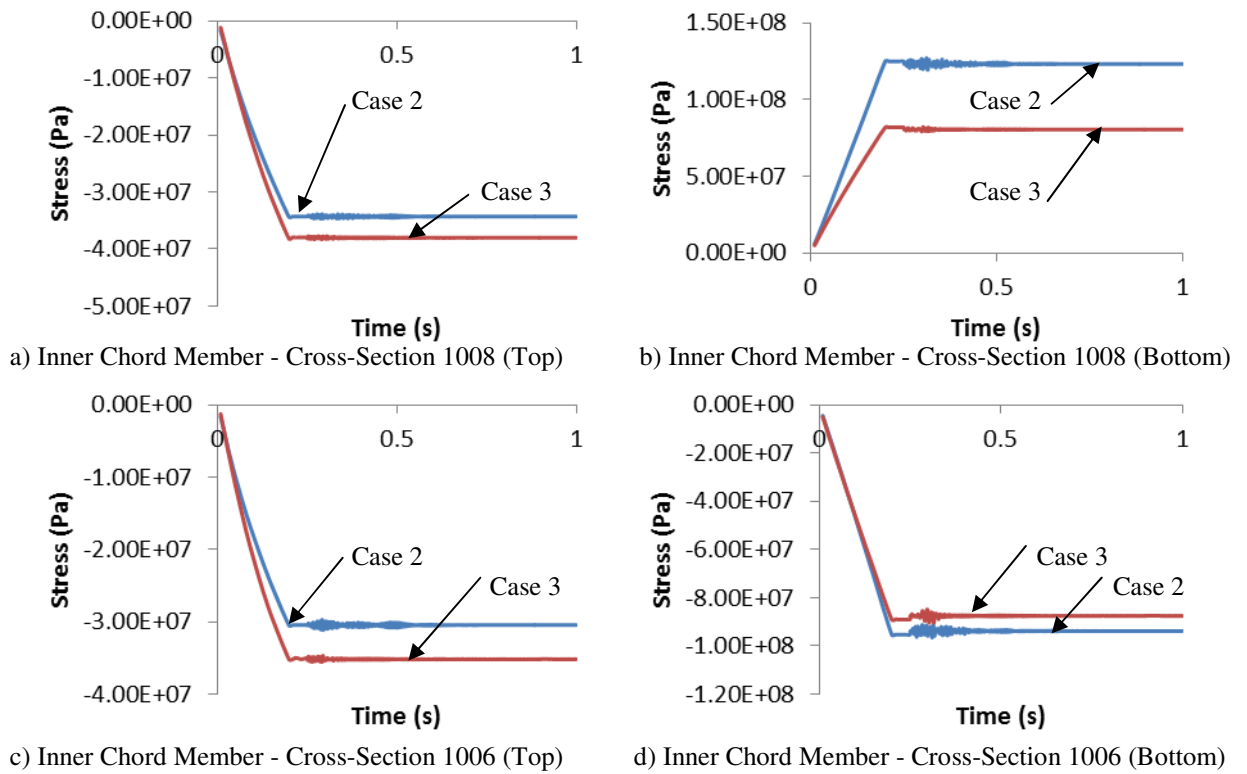 0.00E+00
-1.00E+07
-2.00E+07
-3.00E+07
-4.00E+07
-5.00E+07
0
0.5
1
Stress (Pa)
Time (s)
Case 2
Case 3
a) Inner Chord Member - Cross-Section 1008 (Top)
1.50E+08
1.00E+08
5.00E+07
0.00E+00
0
0.5
1
Stress (Pa)
Time (s)
Case 2
Case 3
b) Inner Chord Member - Cross-Section 1008 (Bottom)
0.00E+00
-1.00E+07
-2.00E+07
-3.00E+07
-4.00E+07
0
0.5
1
Stress (Pa)
Time (s)
Case 2
Case 3
c) Inner Chord Member - Cross-Section 1006 (Top)
0.00E+00
-2.00E+07
-4.00E+07
-6.00E+07
-8.00E+07
-1.00E+08
-1.20E+08
0
0.5
1
Stress (Pa)
Time (s)
Case 3
Case 2
d) Inner Chord Member - Cross-Section 1006 (Bottom)